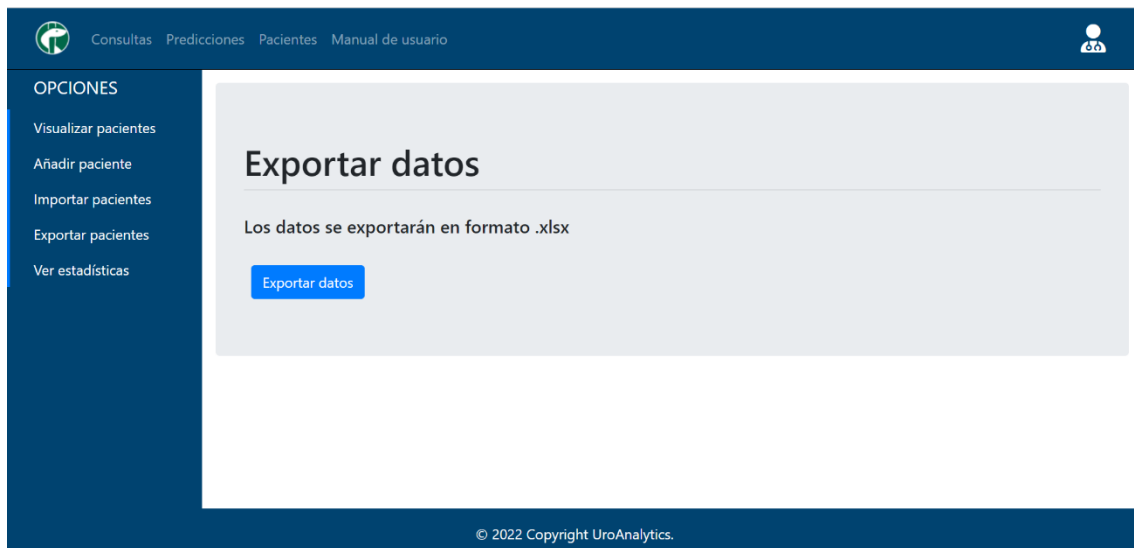 Consultas Predicciones Pacientes Manual de usuario
OPCIONES
Visualizar pacientes
Añadir paciente
Importar pacientes
Exportar pacientes
Ver estadísticas
Exportar datos
Los datos se exportarán en formato .xlsx
Exportar datos
© 2022 Copyright UroAnalytics.